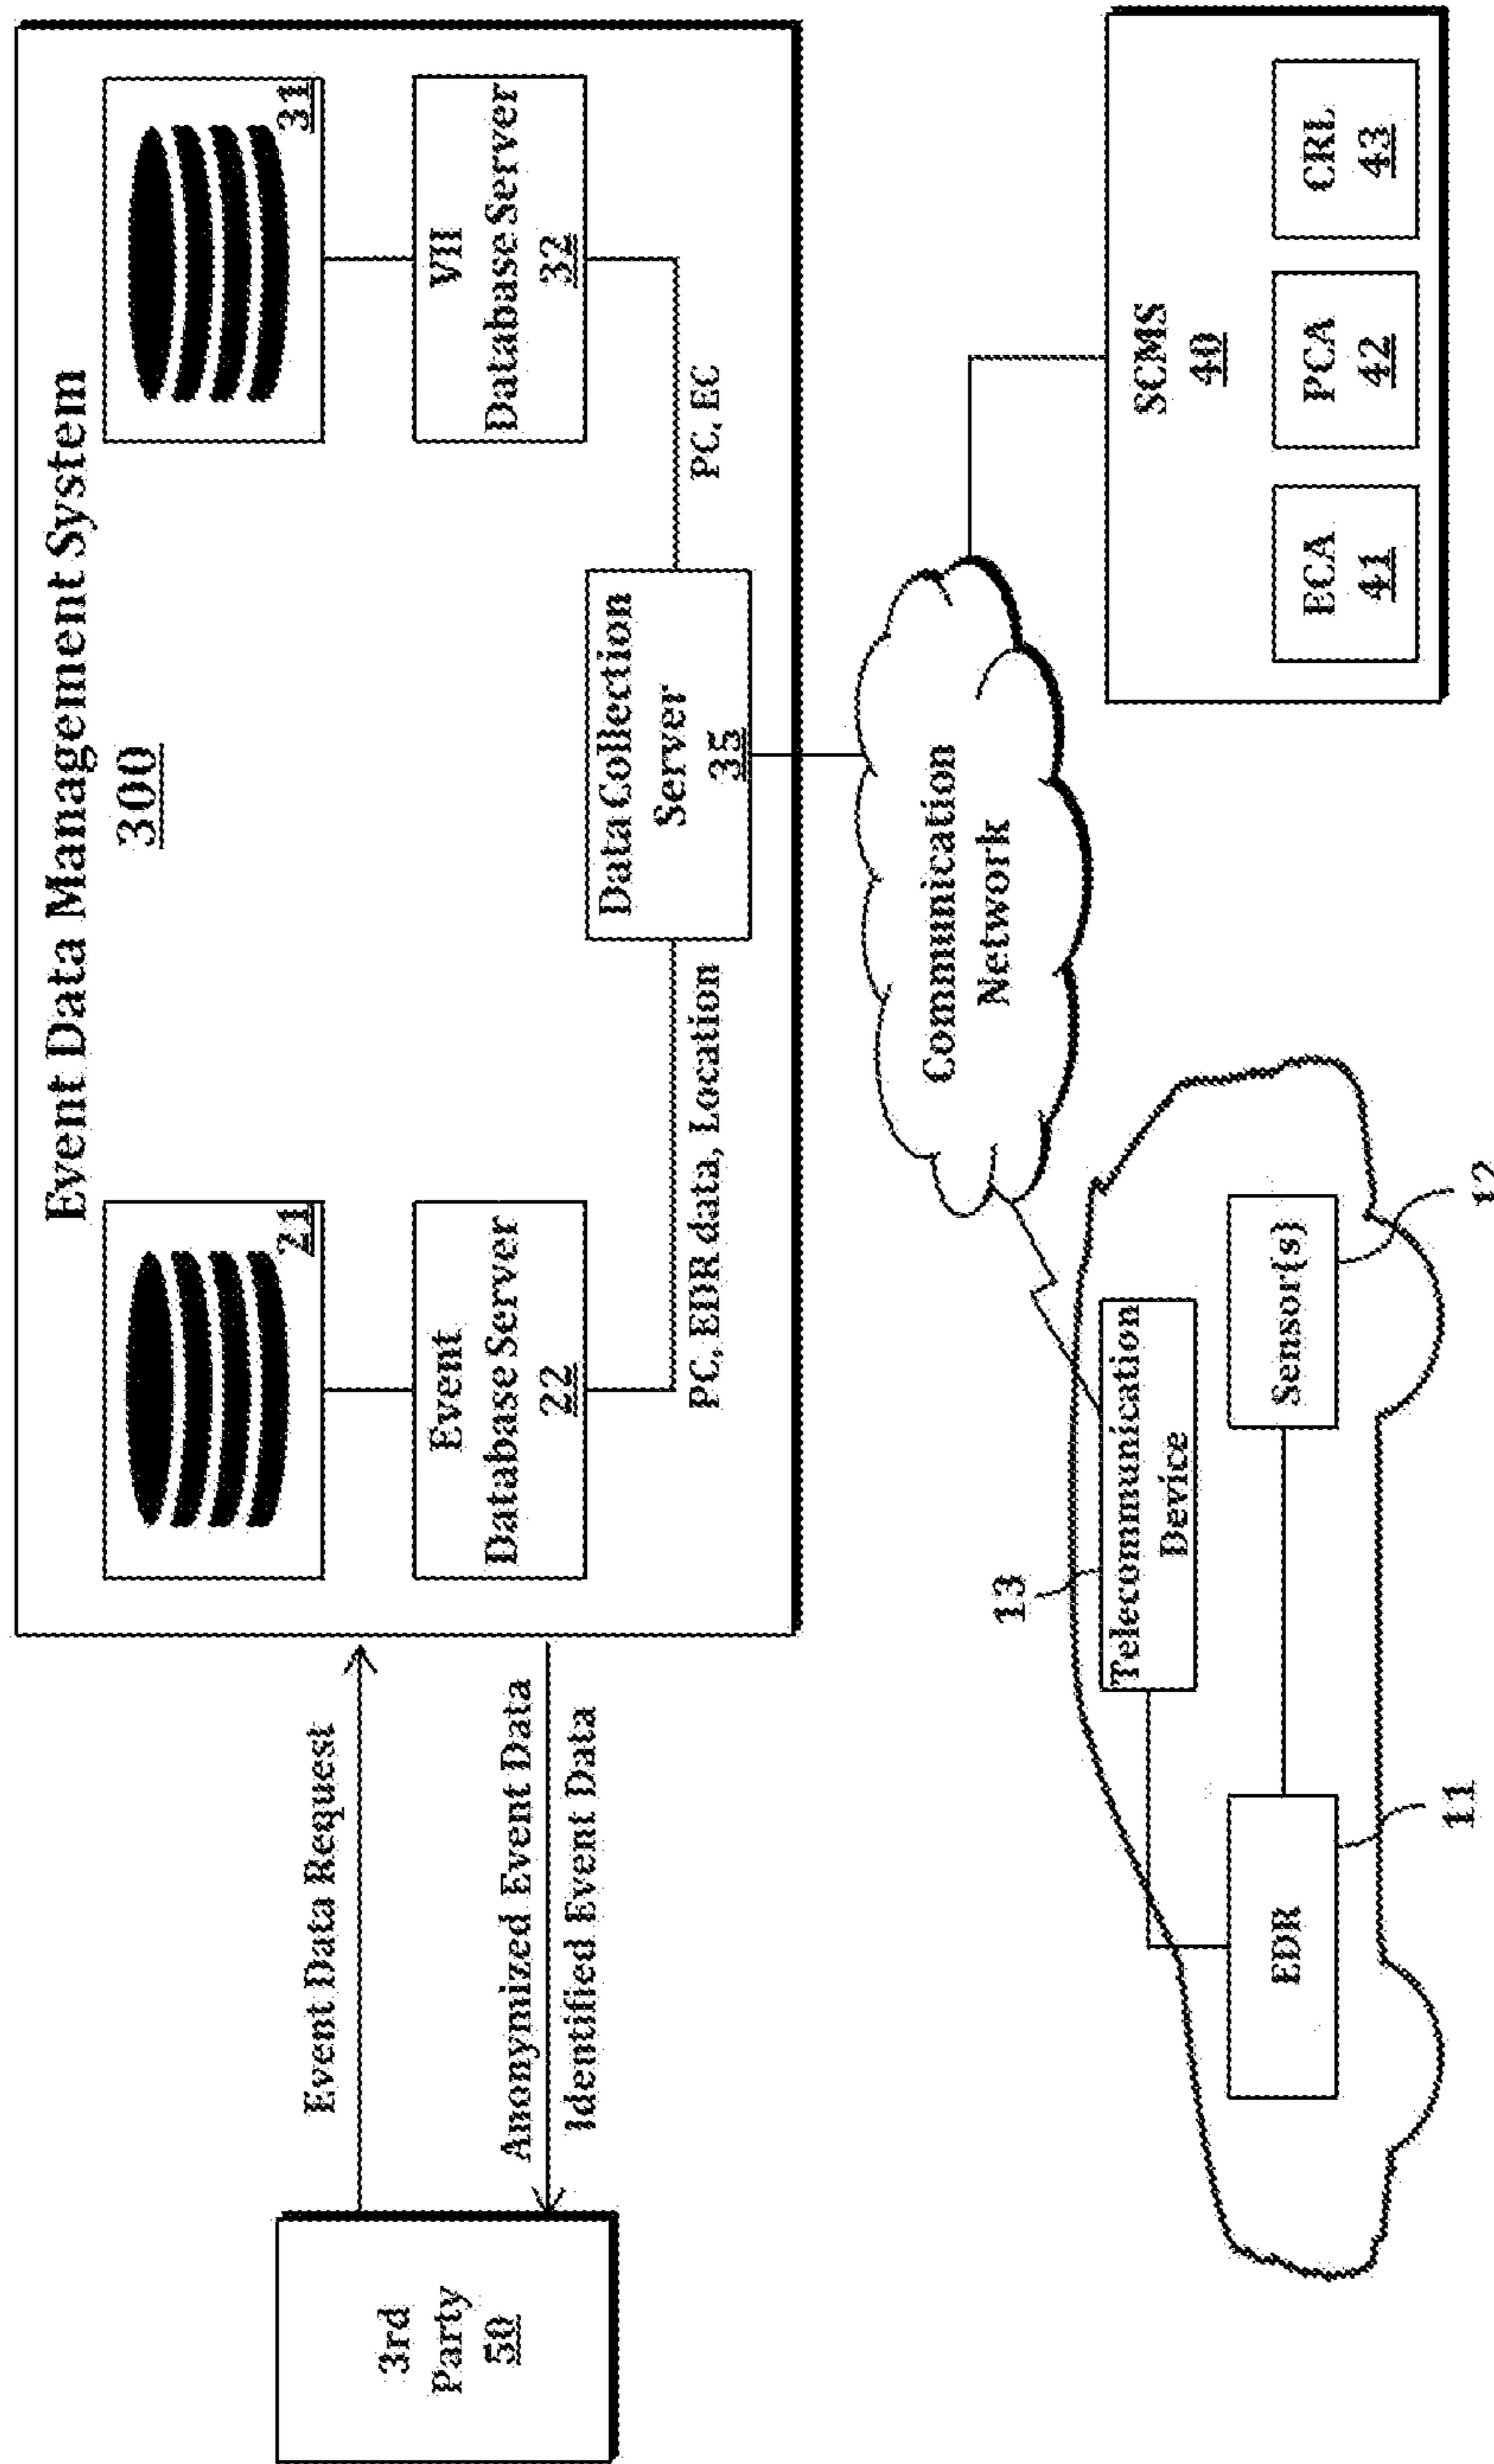 Event Data Management System
300
31
21
VII
Database Server
32
Event
Database Server
22
Data Collection
Server
35
PC, EC
PC, EDR data, Location
Event Data Request
Anonymized Event Data
Identified Event Data
3rd
Party
50
Communication
Network
SCMS
40
ECA
41
PCA
42
CRL
43
13
Telecommunication
Device
Sensor(s)
12
EDR
11